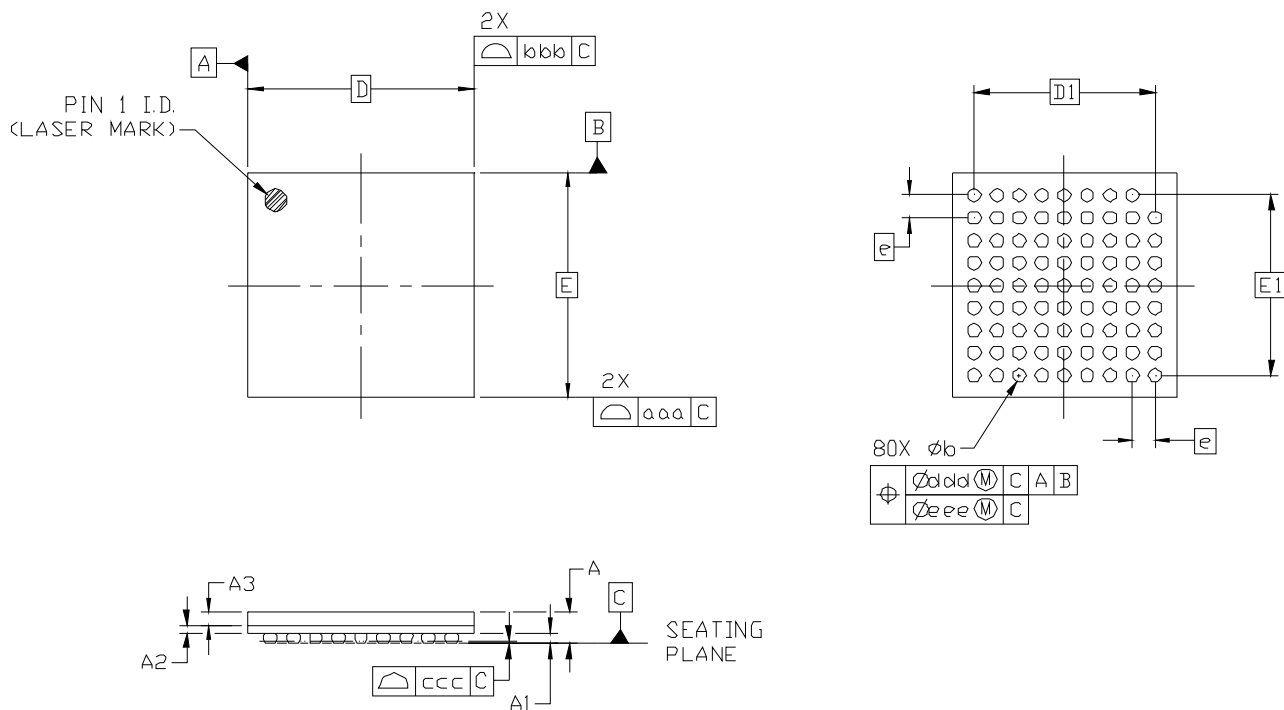 2X
bbb C
A
D
PIN 1 I.D.
(LASER MARK)
B
E
2X
aaa C
D1
e
E1
e
80X Øb
Øddd Ⓜ C A B
Øeee Ⓜ C
A3
A
C
SEATING
PLANE
A2
ccc C
A1